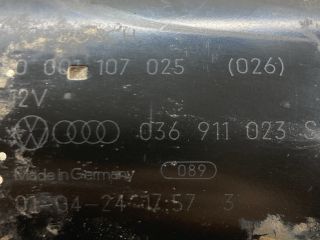 0 001 107 025 (026)
12V
036 911 023 S
Made in Germany 089
01-04-24 17:57 3